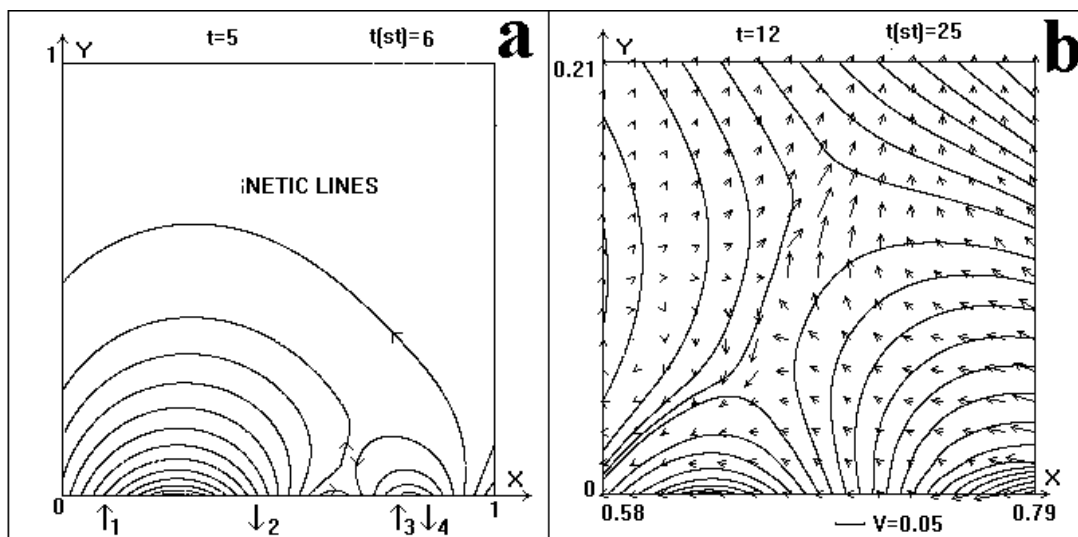 t=5 t(st)=6 a
1 Y
NETIC LINES
X
0 1
↑1 ↓2 ↑3 ↓4
t=12 t(st)=25 b
Y
0.21
X
0
0.58 0.79
V=0.05